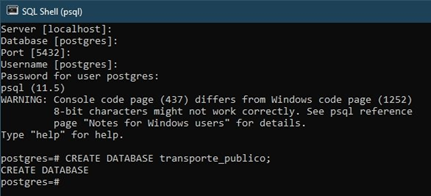 SQL Shell (psql)
Server [localhost]:
Database [postgres]:
Port [5432]:
Username [postgres]:
Password for user postgres:
psql (11.5)
WARNING: Console code page (437) differs from Windows code page (1252)
         8-bit characters might not work correctly. See psql reference
         page "Notes for Windows users" for details.
Type "help" for help.

postgres=# CREATE DATABASE transporte_publico;
CREATE DATABASE
postgres=#